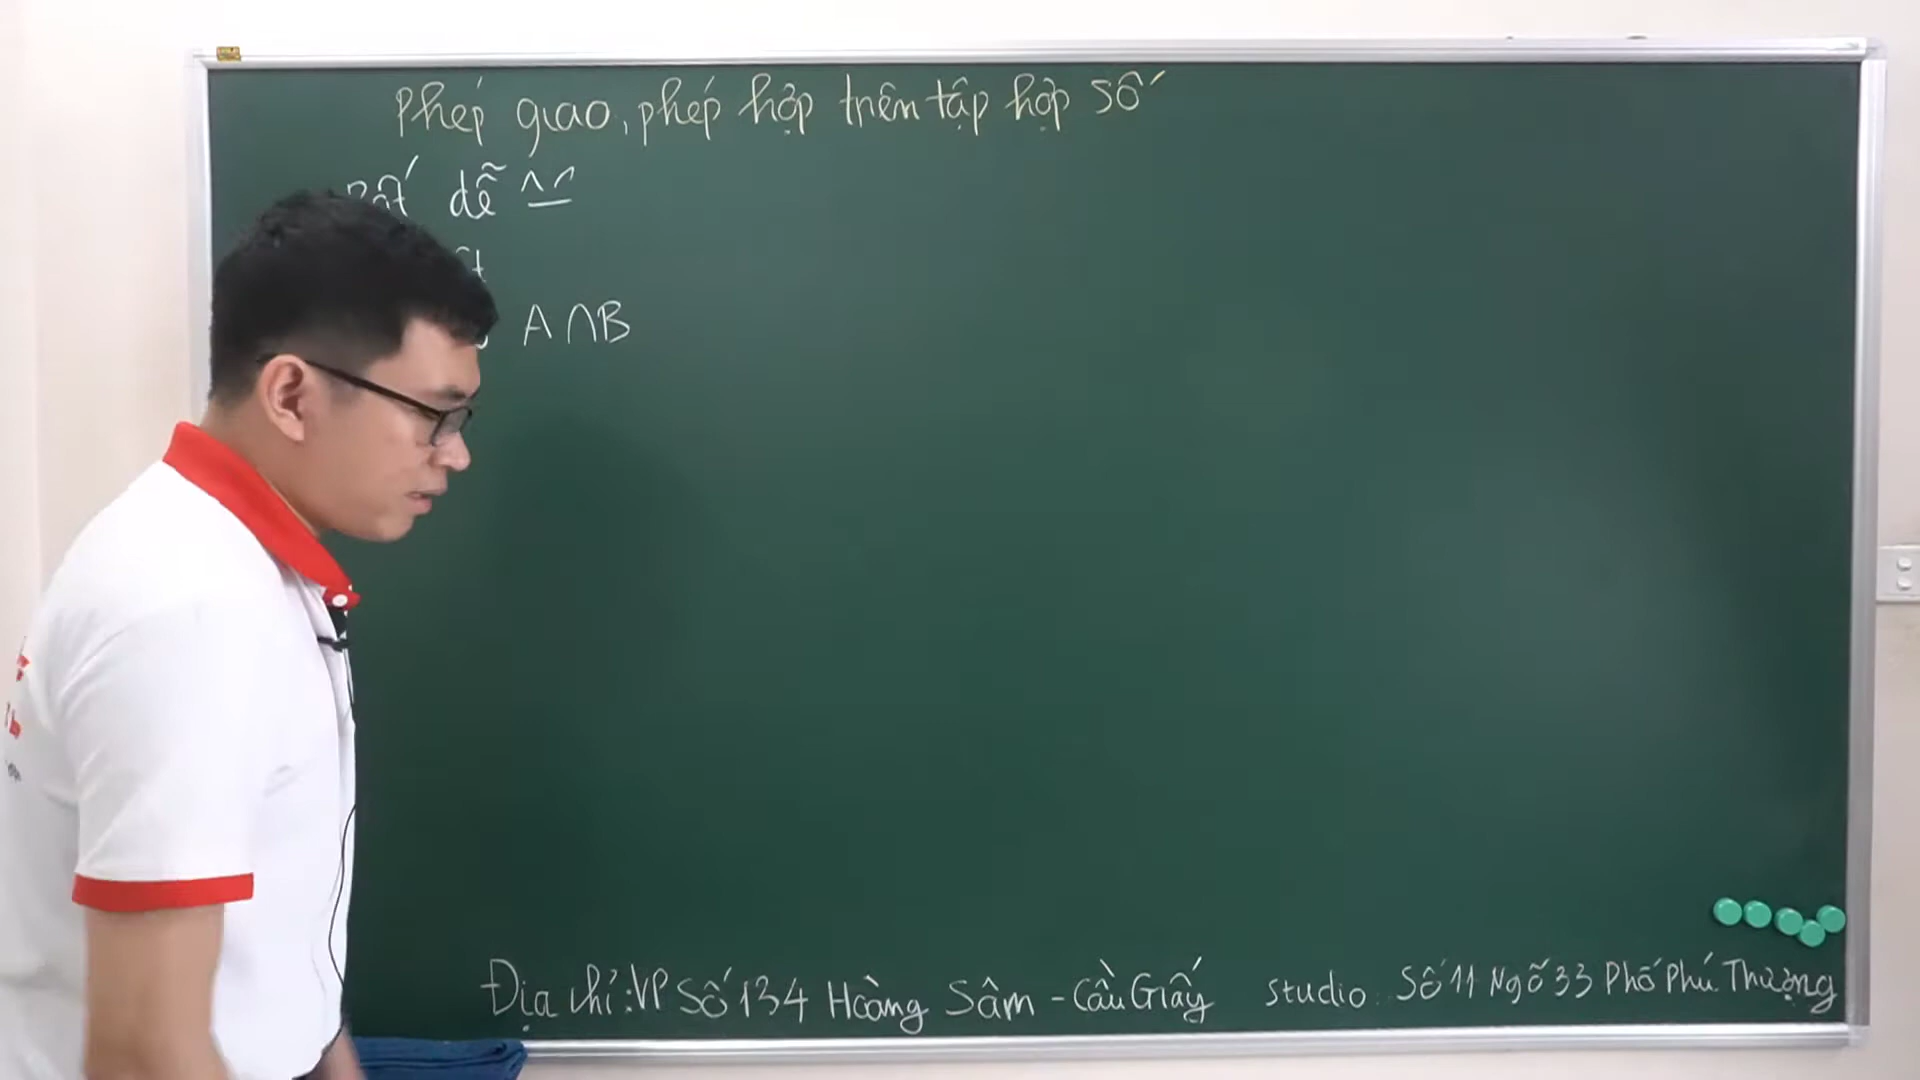 Phép giao, phép hợp trên tập hợp số
dễ ^^
A∩B
Địa chỉ: VP Số 134 Hoàng Sâm - Cầu Giấy studio Số 11 Ngõ 33 Phố Phú Thượng